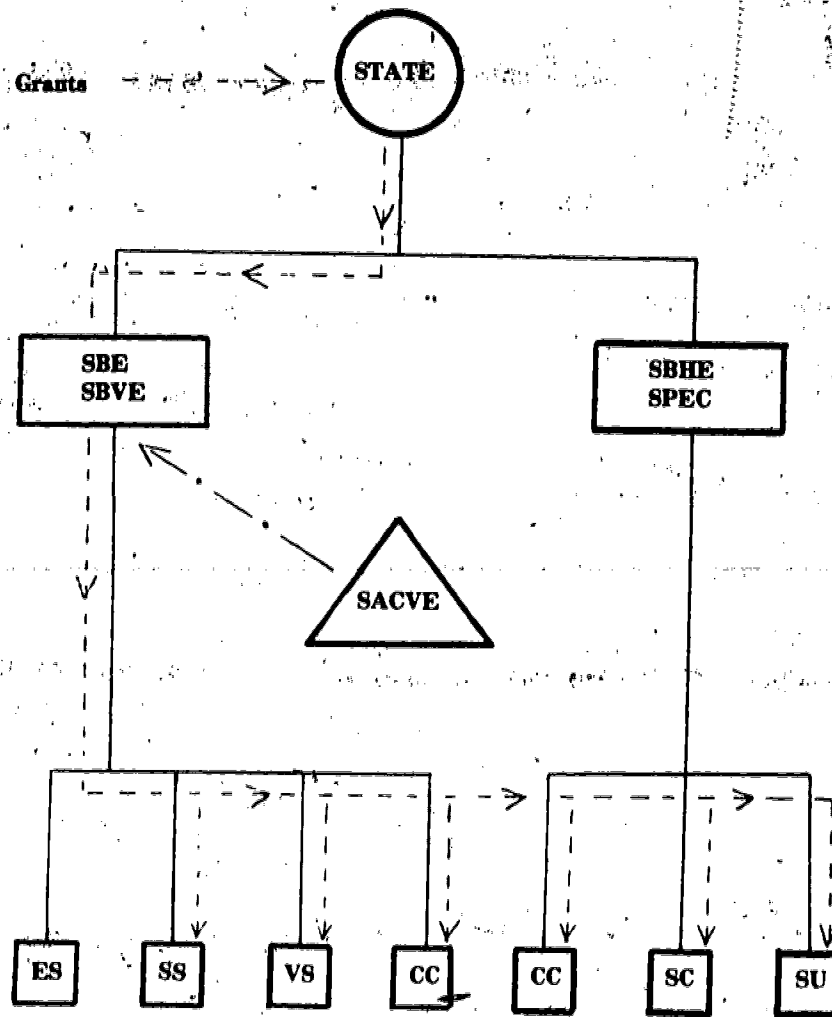 STATE
Grants
SBE
SBVE
SBHE
SPEC
SACVE
ES
SS
VS
CC
CC
SC
SU